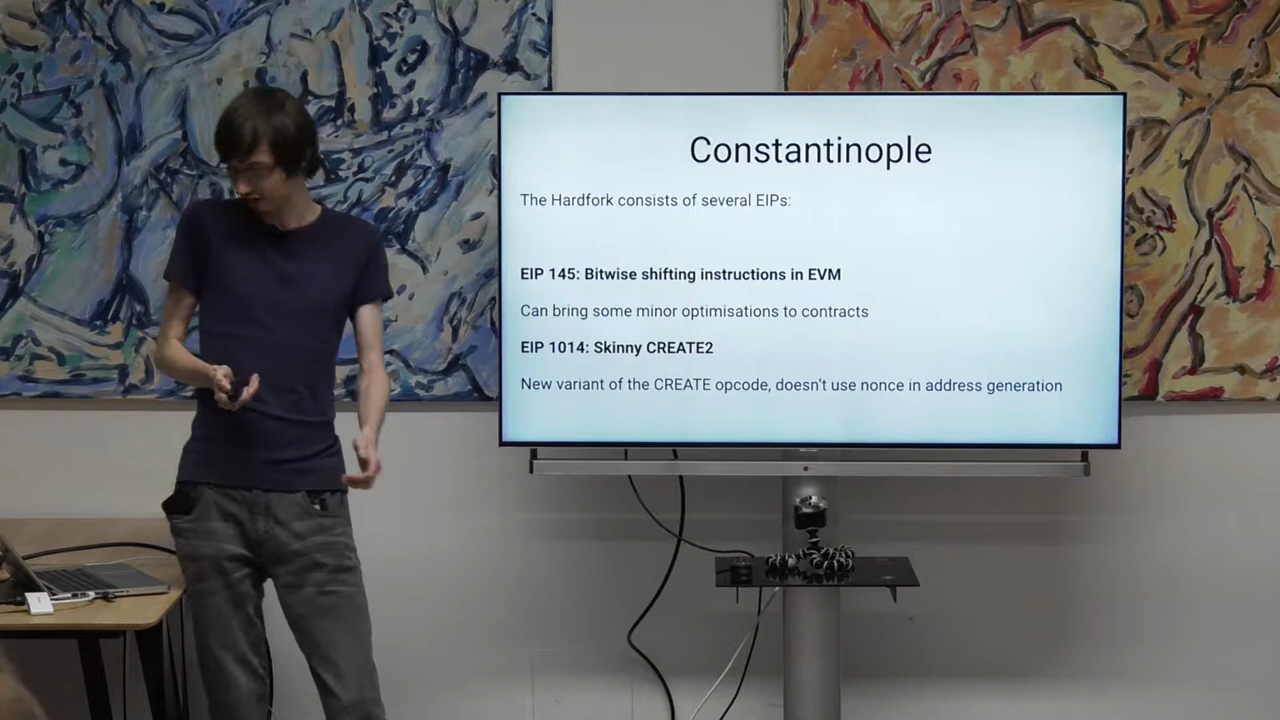 Constantinople
The Hardfork consists of several EIPs:
EIP 145: Bitwise shifting instructions in EVM
Can bring some minor optimisations to contracts
EIP 1014: Skinny CREATE2
New variant of the CREATE opcode, doesn't use nonce in address generation